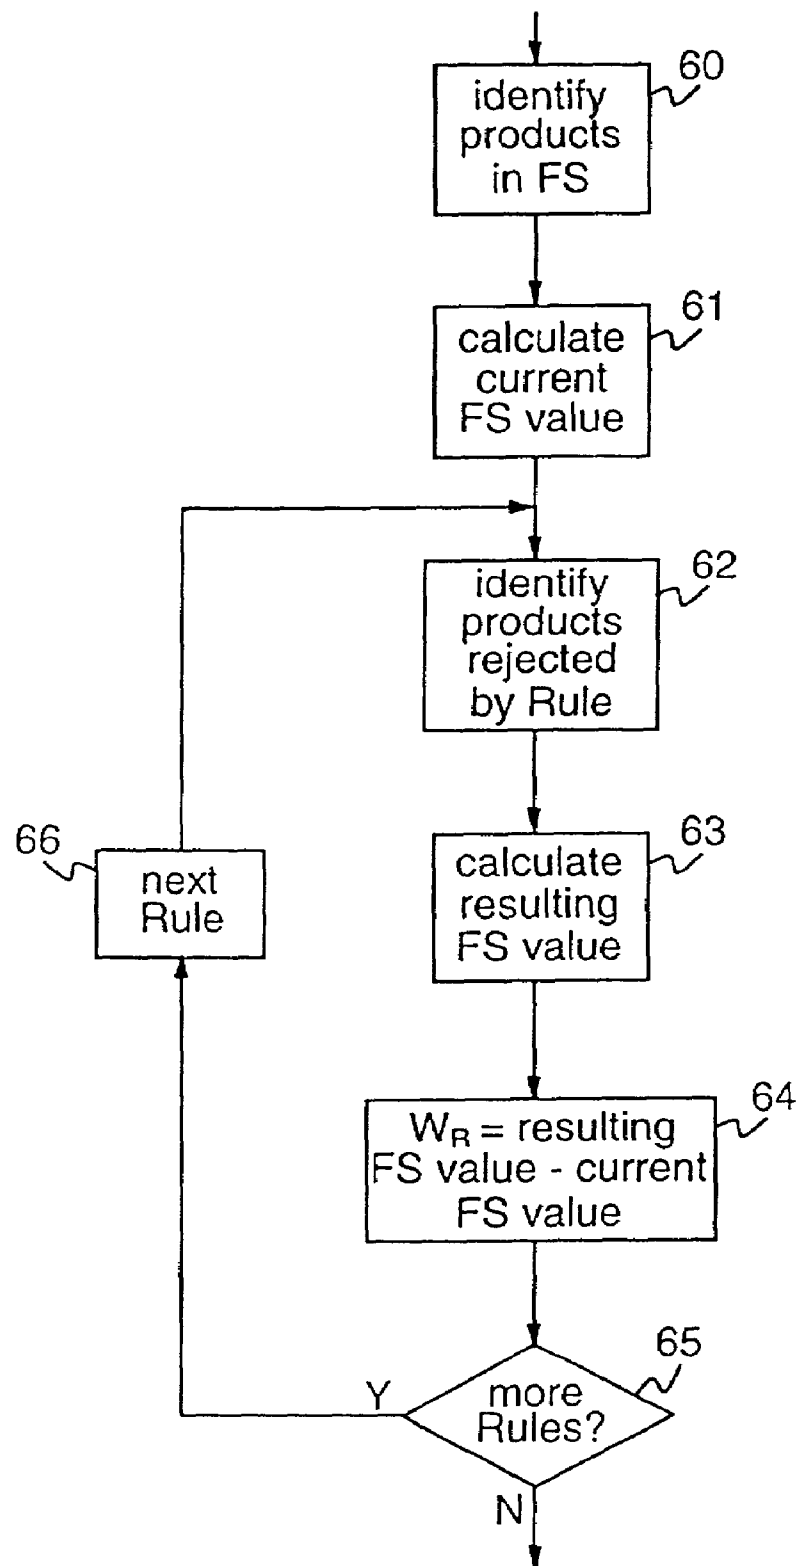 60
identify
products
in FS
61
calculate
current
FS value
62
identify
products
rejected
by Rule
63
calculate
resulting
FS value
66
next
Rule
64
W_R = resulting
FS value - current
FS value
65
more
Rules?
Y
N